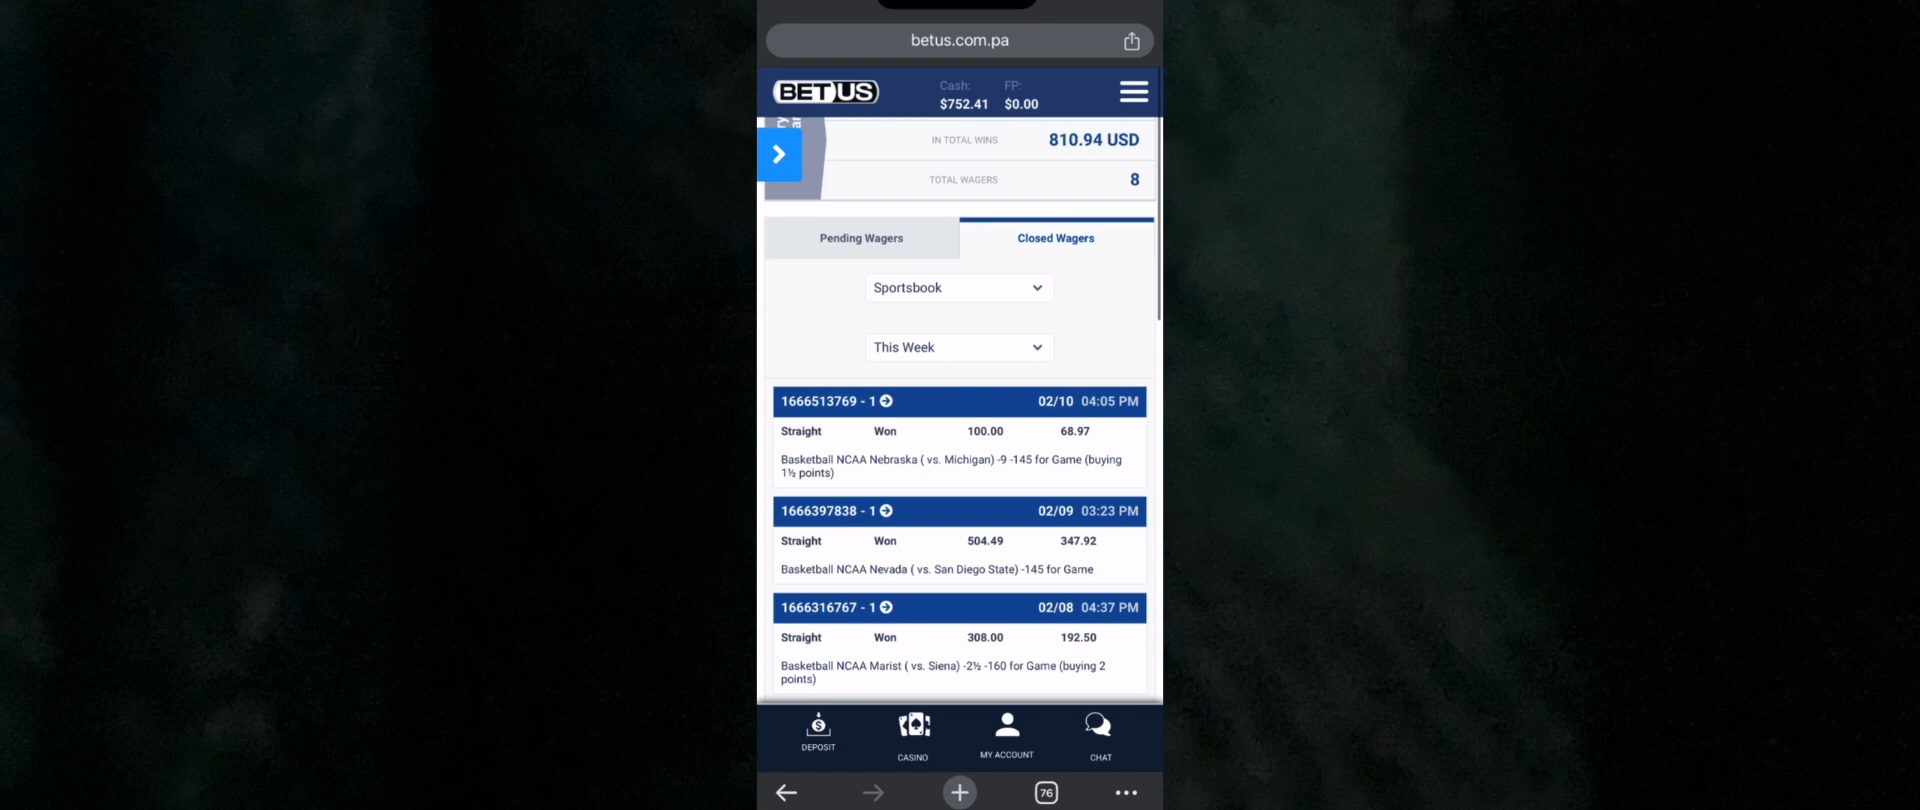 betus.com.pa
BETUS
Cash: FP:
$752.41 $0.00
IN TOTAL WINS 810.94 USD
TOTAL WAGERS 8
Pending Wagers Closed Wagers
Sportsbook
This Week
1666513769 - 1 02/10 04:05 PM
Straight Won 100.00 68.97
Basketball NCAA Nebraska ( vs. Michigan) -9 -145 for Game (buying
1½ points)
1666397838 - 1 02/09 03:23 PM
Straight Won 504.49 347.92
Basketball NCAA Nevada ( vs. San Diego State) -145 for Game
1666316767 - 1 02/08 04:37 PM
Straight Won 308.00 192.50
Basketball NCAA Marist ( vs. Siena) -2½ -160 for Game (buying 2
points)
DEPOSIT CASINO MY ACCOUNT CHAT
76